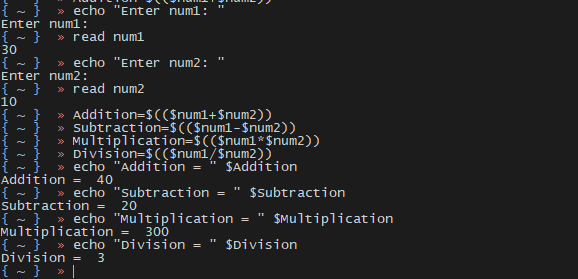 { ~ }  » Addition=$(($num1+$num2))
{ ~ }  » echo "Enter num1: "
Enter num1:
{ ~ }  » read num1
30
{ ~ }  » echo "Enter num2: "
Enter num2:
{ ~ }  » read num2
10
{ ~ }  » Addition=$(($num1+$num2))
{ ~ }  » Subtraction=$(($num1-$num2))
{ ~ }  » Multiplication=$(($num1*$num2))
{ ~ }  » Division=$(($num1/$num2))
{ ~ }  » echo "Addition = " $Addition
Addition =  40
{ ~ }  » echo "Subtraction = " $Subtraction
Subtraction =  20
{ ~ }  » echo "Multiplication = " $Multiplication
Multiplication =  300
{ ~ }  » echo "Division = " $Division
Division =  3
{ ~ }  »